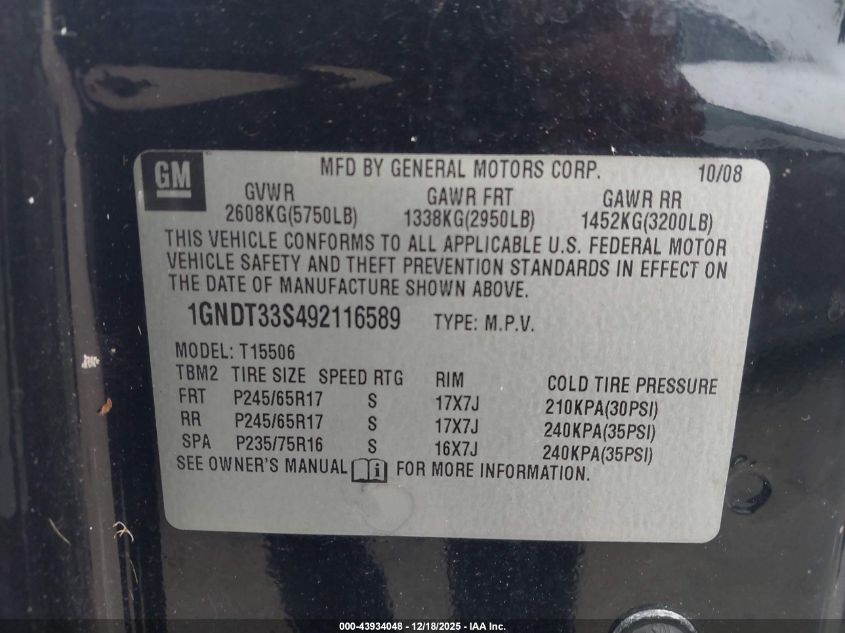 GM
MFD BY GENERAL MOTORS CORP. 10/08
GVWR GAWR FRT GAWR RR
2608KG(5750LB) 1338KG(2950LB) 1452KG(3200LB)
THIS VEHICLE CONFORMS TO ALL APPLICABLE U.S. FEDERAL MOTOR
VEHICLE SAFETY AND THEFT PREVENTION STANDARDS IN EFFECT ON
THE DATE OF MANUFACTURE SHOWN ABOVE.
1GNDT33S492116589 TYPE: M.P.V.
MODEL: T15506
TBM2 TIRE SIZE SPEED RTG RIM COLD TIRE PRESSURE
FRT P245/65R17 S 17X7J 210KPA(30PSI)
RR P245/65R17 S 17X7J 240KPA(35PSI)
SPA P235/75R16 S 16X7J 240KPA(35PSI)
SEE OWNER'S MANUAL i FOR MORE INFORMATION.
000-43934048 - 12/18/2025 - IAA Inc.